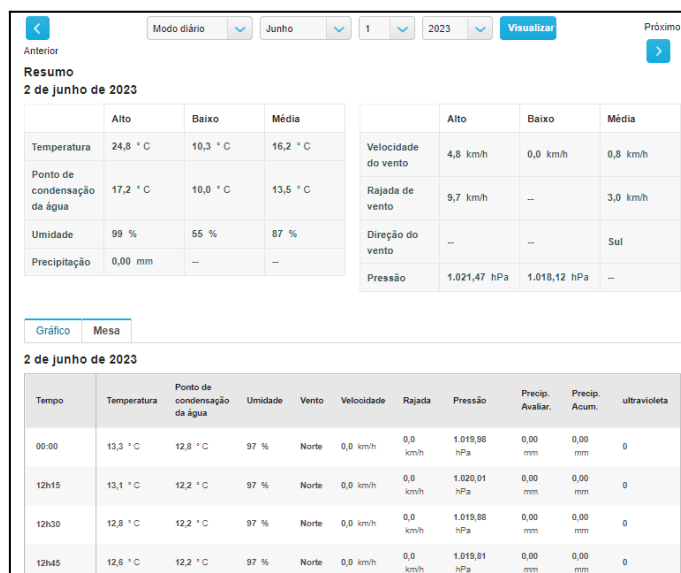 Modo diário Junho 1 2023 Visualizar Próximo
Anterior
Resumo
2 de junho de 2023
Alto Baixo Média
Temperatura 24,8 ° C 10,3 ° C 16,2 ° C
Ponto de condensação da água 17,2 ° C 10,0 ° C 13,5 ° C
Umidade 99 % 55 % 87 %
Precipitação 0,00 mm -- --
Alto Baixo Média
Velocidade do vento 4,8 km/h 0,0 km/h 0,8 km/h
Rajada de vento 9,7 km/h -- 3,0 km/h
Direção do vento -- -- Sul
Pressão 1.021,47 hPa 1.018,12 hPa --
Gráfico Mesa
2 de junho de 2023
Tempo Temperatura Ponto de condensação da água Umidade Vento Velocidade Rajada Pressão Precip. Avaliar. Precip. Acum. ultravioleta
00:00 13,3 ° C 12,8 ° C 97 % Norte 0,0 km/h 0,0 km/h 1.019,98 hPa 0,00 mm 0,00 mm 0
12h15 13,1 ° C 12,2 ° C 97 % Norte 0,0 km/h 0,0 km/h 1.020,01 hPa 0,00 mm 0,00 mm 0
12h30 12,8 ° C 12,2 ° C 97 % Norte 0,0 km/h 0,0 km/h 1.019,88 hPa 0,00 mm 0,00 mm 0
12h45 12,6 ° C 12,2 ° C 97 % Norte 0,0 km/h 0,0 km/h 1.019,81 hPa 0,00 mm 0,00 mm 0